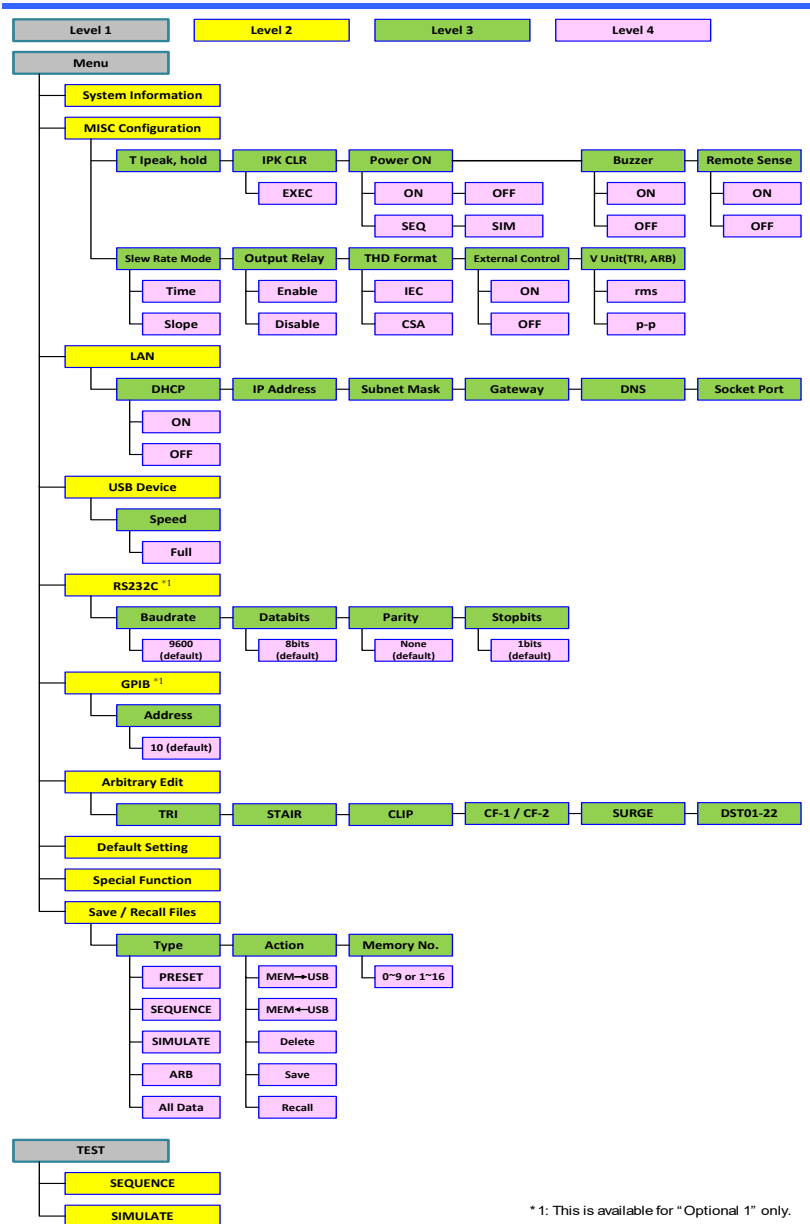 Level 1 Level 2 Level 3 Level 4
Menu
System Information
MISC Configuration
T Ipeak, hold IPK CLR Power ON Buzzer Remote Sense
EXEC ON OFF ON ON
SEQ SIM OFF OFF
Slew Rate Mode Output Relay THD Format External Control V Unit(TRI, ARB)
Time Enable IEC ON rms
Slope Disable CSA OFF p-p
LAN
DHCP IP Address Subnet Mask Gateway DNS Socket Port
ON
OFF
USB Device
Speed
Full
RS232C *1
Baudrate Databits Parity Stopbits
9600 8bits None 1bits
(default) (default) (default) (default)
GPIB *1
Address
10 (default)
Arbitrary Edit
TRI STAIR CLIP CF-1 / CF-2 SURGE DST01-22
Default Setting
Special Function
Save / Recall Files
Type Action Memory No.
PRESET MEM→USB 0~9 or 1~16
SEQUENCE MEM←USB
SIMULATE Delete
ARB Save
All Data Recall
TEST
SEQUENCE
SIMULATE
*1: This is available for “Optional 1” only.